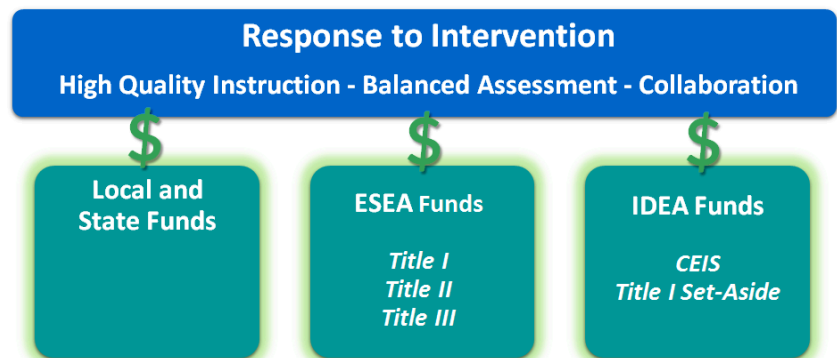 Response to Intervention
High Quality Instruction - Balanced Assessment - Collaboration
$
$
$
Local and
State Funds
ESEA Funds
Title I
Title II
Title III
IDEA Funds
CEIS
Title I Set-Aside